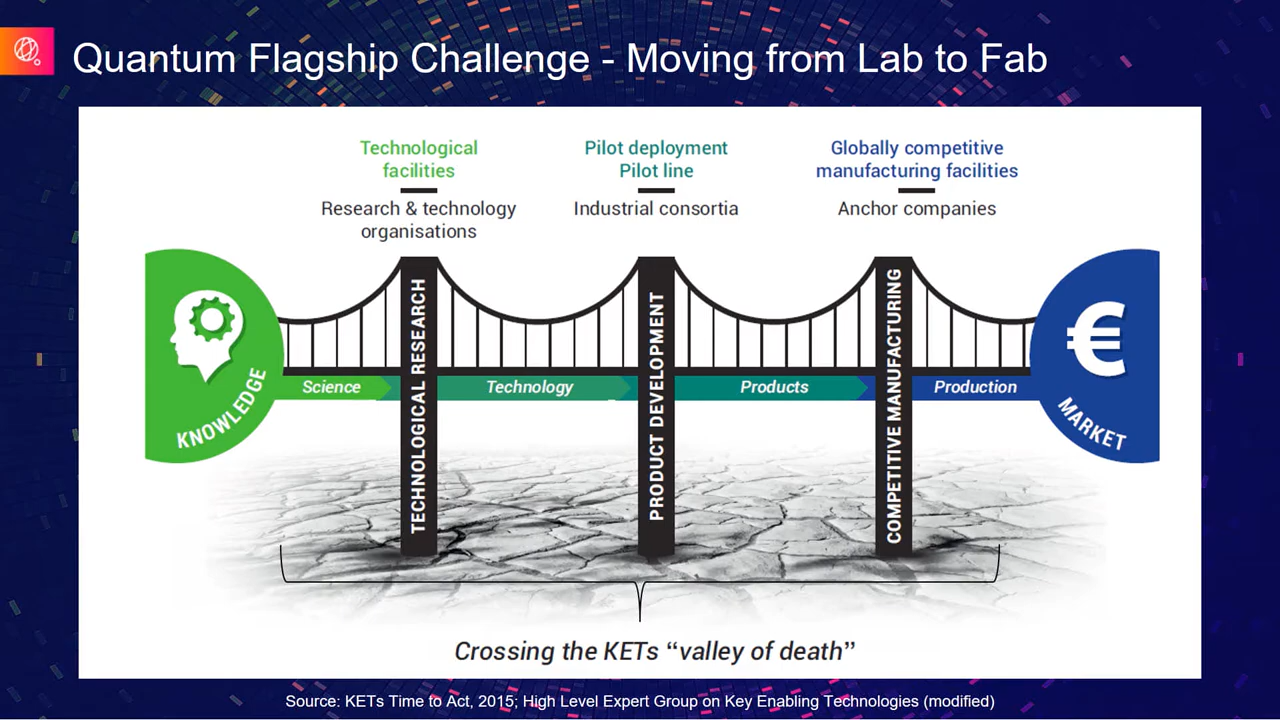 Quantum Flagship Challenge - Moving from Lab to Fab
Technological
facilities
Research & technology
organisations
Pilot deployment
Pilot line
Industrial consortia
Globally competitive
manufacturing facilities
Anchor companies
KNOWLEDGE
Science
TECHNOLOGICAL RESEARCH
Technology
PRODUCT DEVELOPMENT
Products
COMPETITIVE MANUFACTURING
Production
€
MARKET
Crossing the KETs “valley of death”
Source: KETs Time to Act, 2015; High Level Expert Group on Key Enabling Technologies (modified)